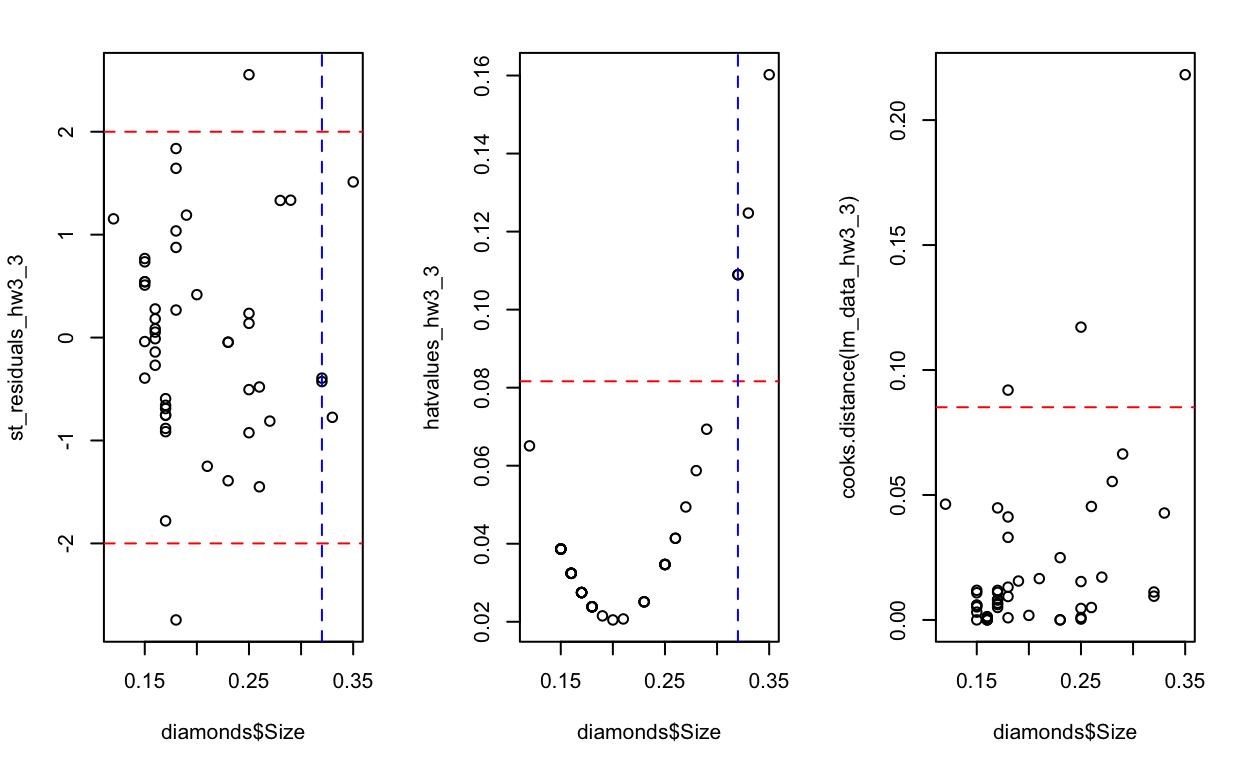 st_residuals_hw3_3
2
1
0
-1
-2
0.15 0.25 0.35
diamonds$Size
hatvalues_hw3_3
0.16
0.14
0.12
0.10
0.08
0.06
0.04
0.02
0.15 0.25 0.35
diamonds$Size
cooks.distance(lm_data_hw3_3)
0.20
0.15
0.10
0.05
0.00
0.15 0.25 0.35
diamonds$Size